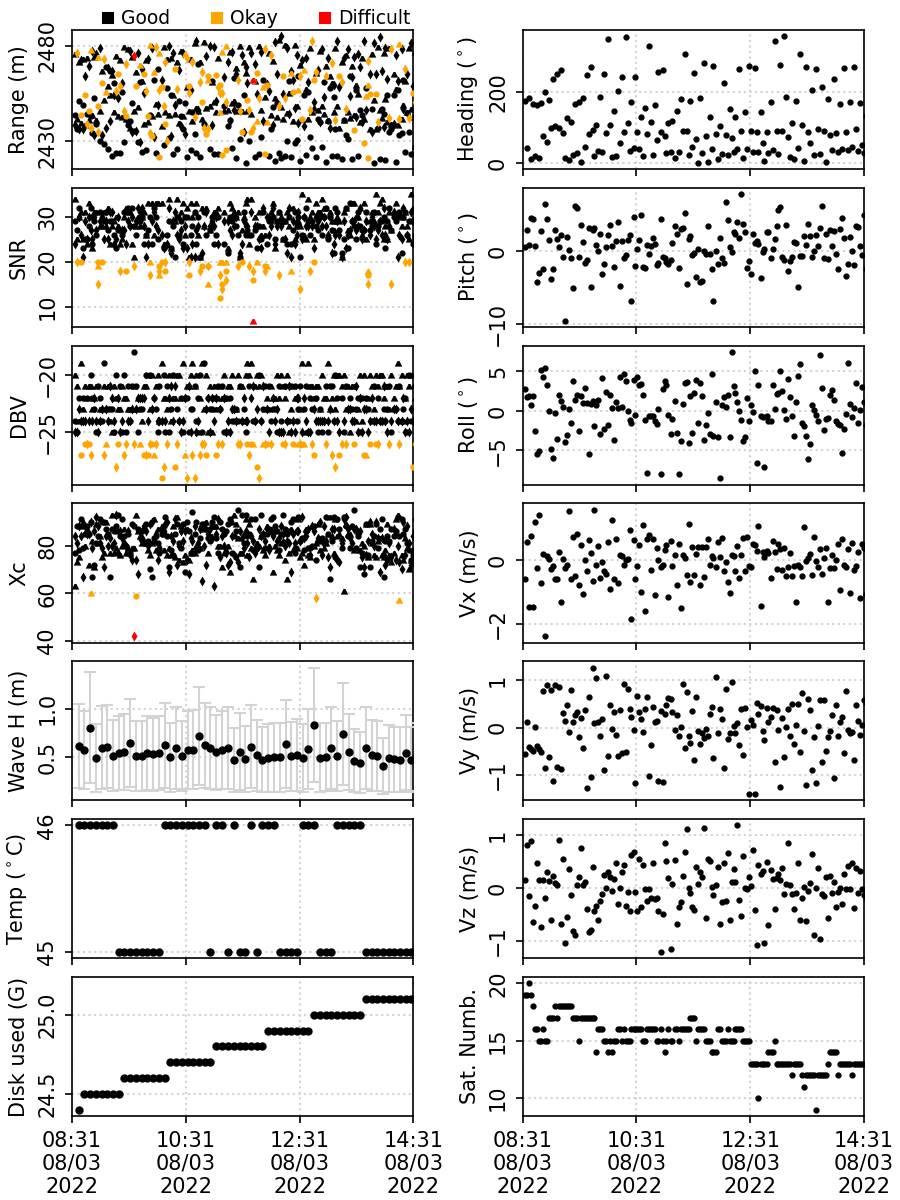 Good Okay Difficult
Range (m)
2480
2430
Heading (°)
200
0
SNR
30
20
10
Pitch (°)
0
−10
DBV
−20
−25
Roll (°)
5
0
−5
Xc
80
60
40
Vx (m/s)
0
−2
Wave H (m)
1.0
0.5
Vy (m/s)
1
0
−1
Temp (°C)
46
45
Vz (m/s)
1
0
−1
Disk used (G)
25.0
24.5
Sat. Numb.
20
15
10
08:31 10:31 12:31 14:31 08:31 10:31 12:31 14:31
08/03 08/03 08/03 08/03 08/03 08/03 08/03 08/03
2022 2022 2022 2022 2022 2022 2022 2022